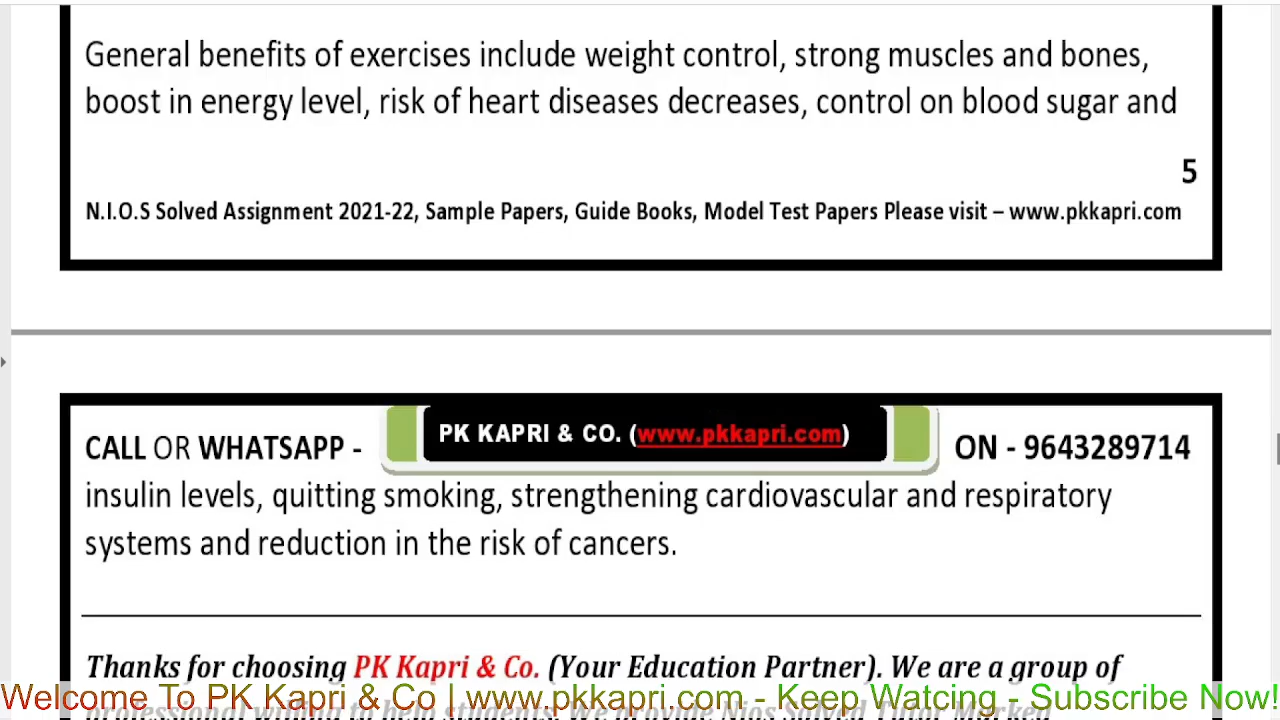 General benefits of exercises include weight control, strong muscles and bones,
boost in energy level, risk of heart diseases decreases, control on blood sugar and
5
N.I.O.S Solved Assignment 2021-22, Sample Papers, Guide Books, Model Test Papers Please visit – www.pkkapri.com
CALL OR WHATSAPP - PK KAPRI & CO. (www.pkkapri.com) ON - 9643289714
insulin levels, quitting smoking, strengthening cardiovascular and respiratory
systems and reduction in the risk of cancers.
Thanks for choosing PK Kapri & Co. (Your Education Partner). We are a group of
Welcome To PK Kapri & Co | www.pkkapri.com - Keep Watcing - Subscribe Now!